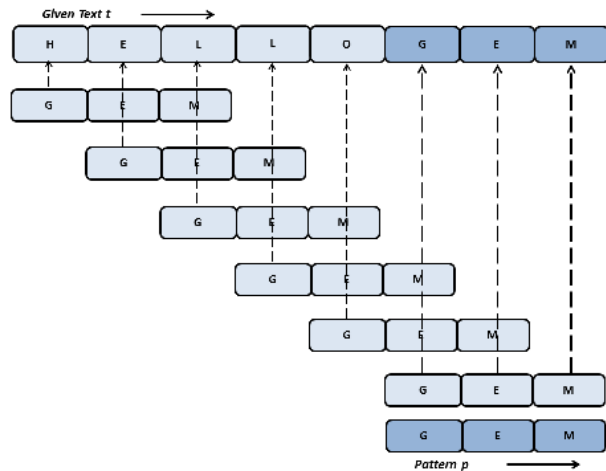 Given Text t
H E L L O G E M
G E M
G E M
G E M
G E M
G E M
G E M
G E M
Pattern p